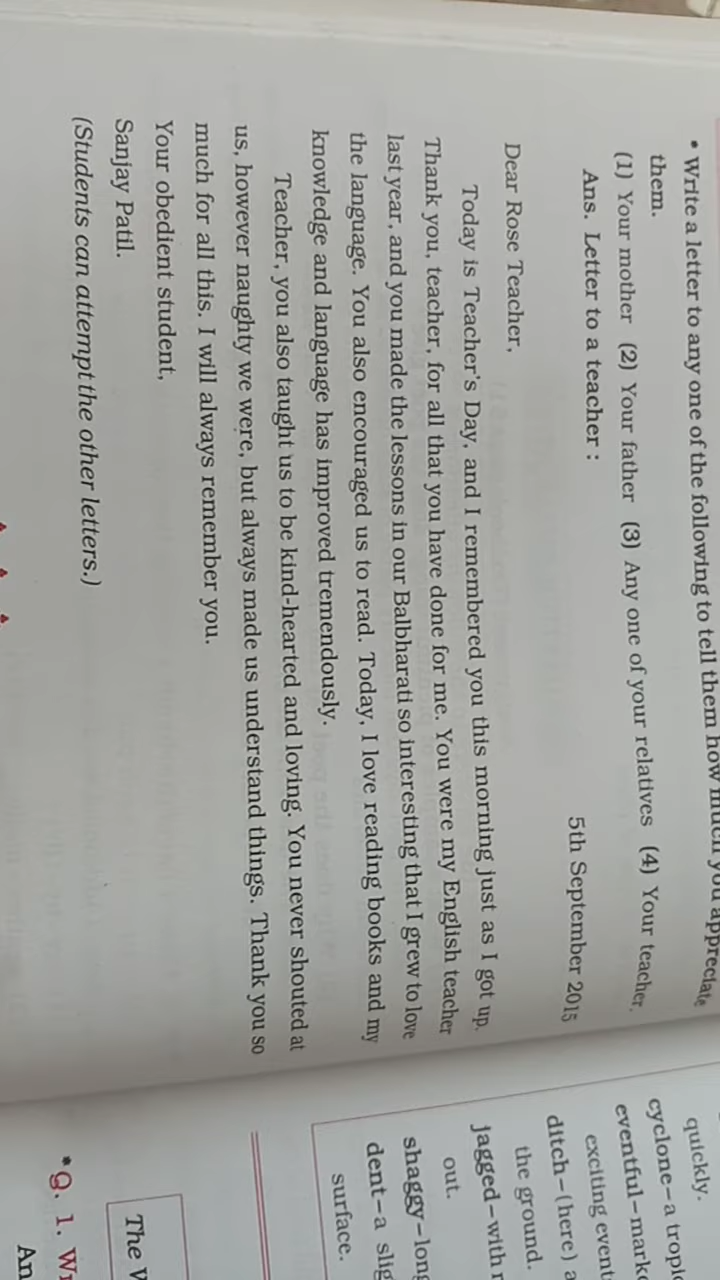 • Write a letter to any one of the following to tell them how much you appreciate
them.
(1) Your mother (2) Your father (3) Any one of your relatives (4) Your teacher.
Ans. Letter to a teacher :
5th September 2015
Dear Rose Teacher,
Today is Teacher's Day, and I remembered you this morning just as I got up.
Thank you, teacher, for all that you have done for me. You were my English teacher
last year, and you made the lessons in our Balbharati so interesting that I grew to love
the language. You also encouraged us to read. Today, I love reading books and my
knowledge and language has improved tremendously.
Teacher, you also taught us to be kind-hearted and loving. You never shouted at
us, however naughty we were, but always made us understand things. Thank you so
much for all this. I will always remember you.
Your obedient student,
Sanjay Patil.
(Students can attempt the other letters.)
quickly.
cyclone–a
eventful–
exciting
ditch–(here) a
the ground.
jagged–with
out.
shaggy–
dent–a
surface.
The
*Q. 1.